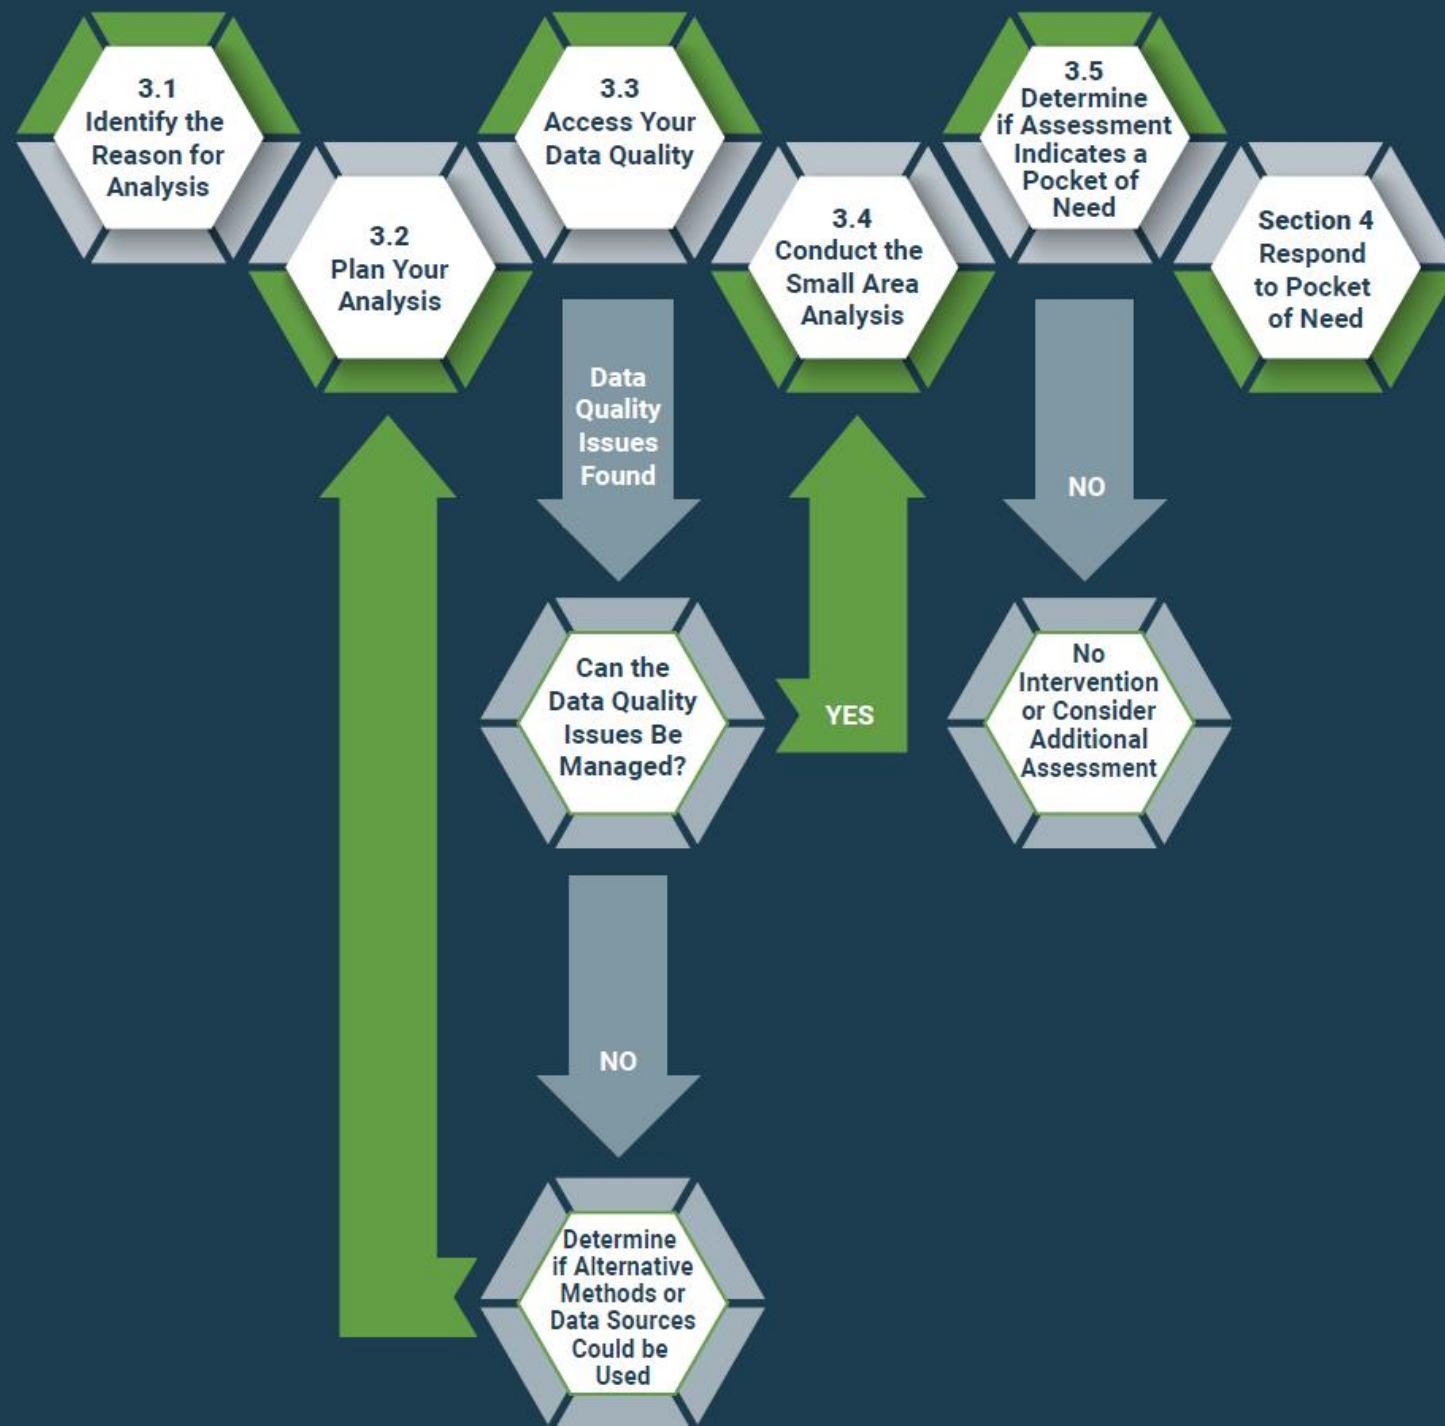 3.1
Identify the
Reason for
Analysis
3.2
Plan Your
Analysis
3.3
Access Your
Data Quality
3.4
Conduct the
Small Area
Analysis
3.5
Determine
if Assessment
Indicates a
Pocket of
Need
Section 4
Respond
to Pocket
of Need
Data
Quality
Issues
Found
NO
Can the
Data Quality
Issues Be
Managed?
YES
No
Intervention
or Consider
Additional
Assessment
NO
Determine
if Alternative
Methods or
Data Sources
Could be
Used